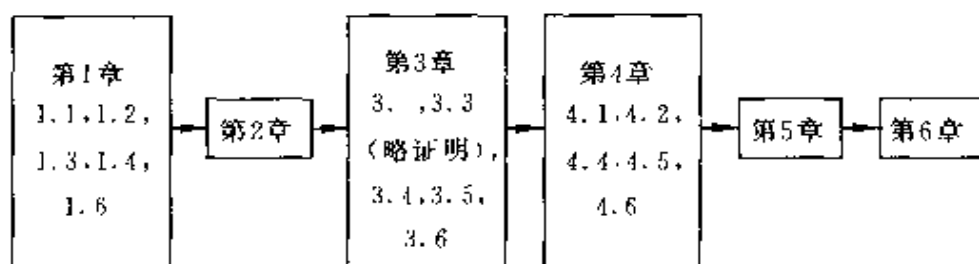 第1章
1.1,1.2,
1.3,1.4,
1.6
第2章
第3章
3. ,3.3
(略证明),
3.4,3.5,
3.6
第4章
4.1,4.2,
4.4,4.5,
4.6
第5章
第6章